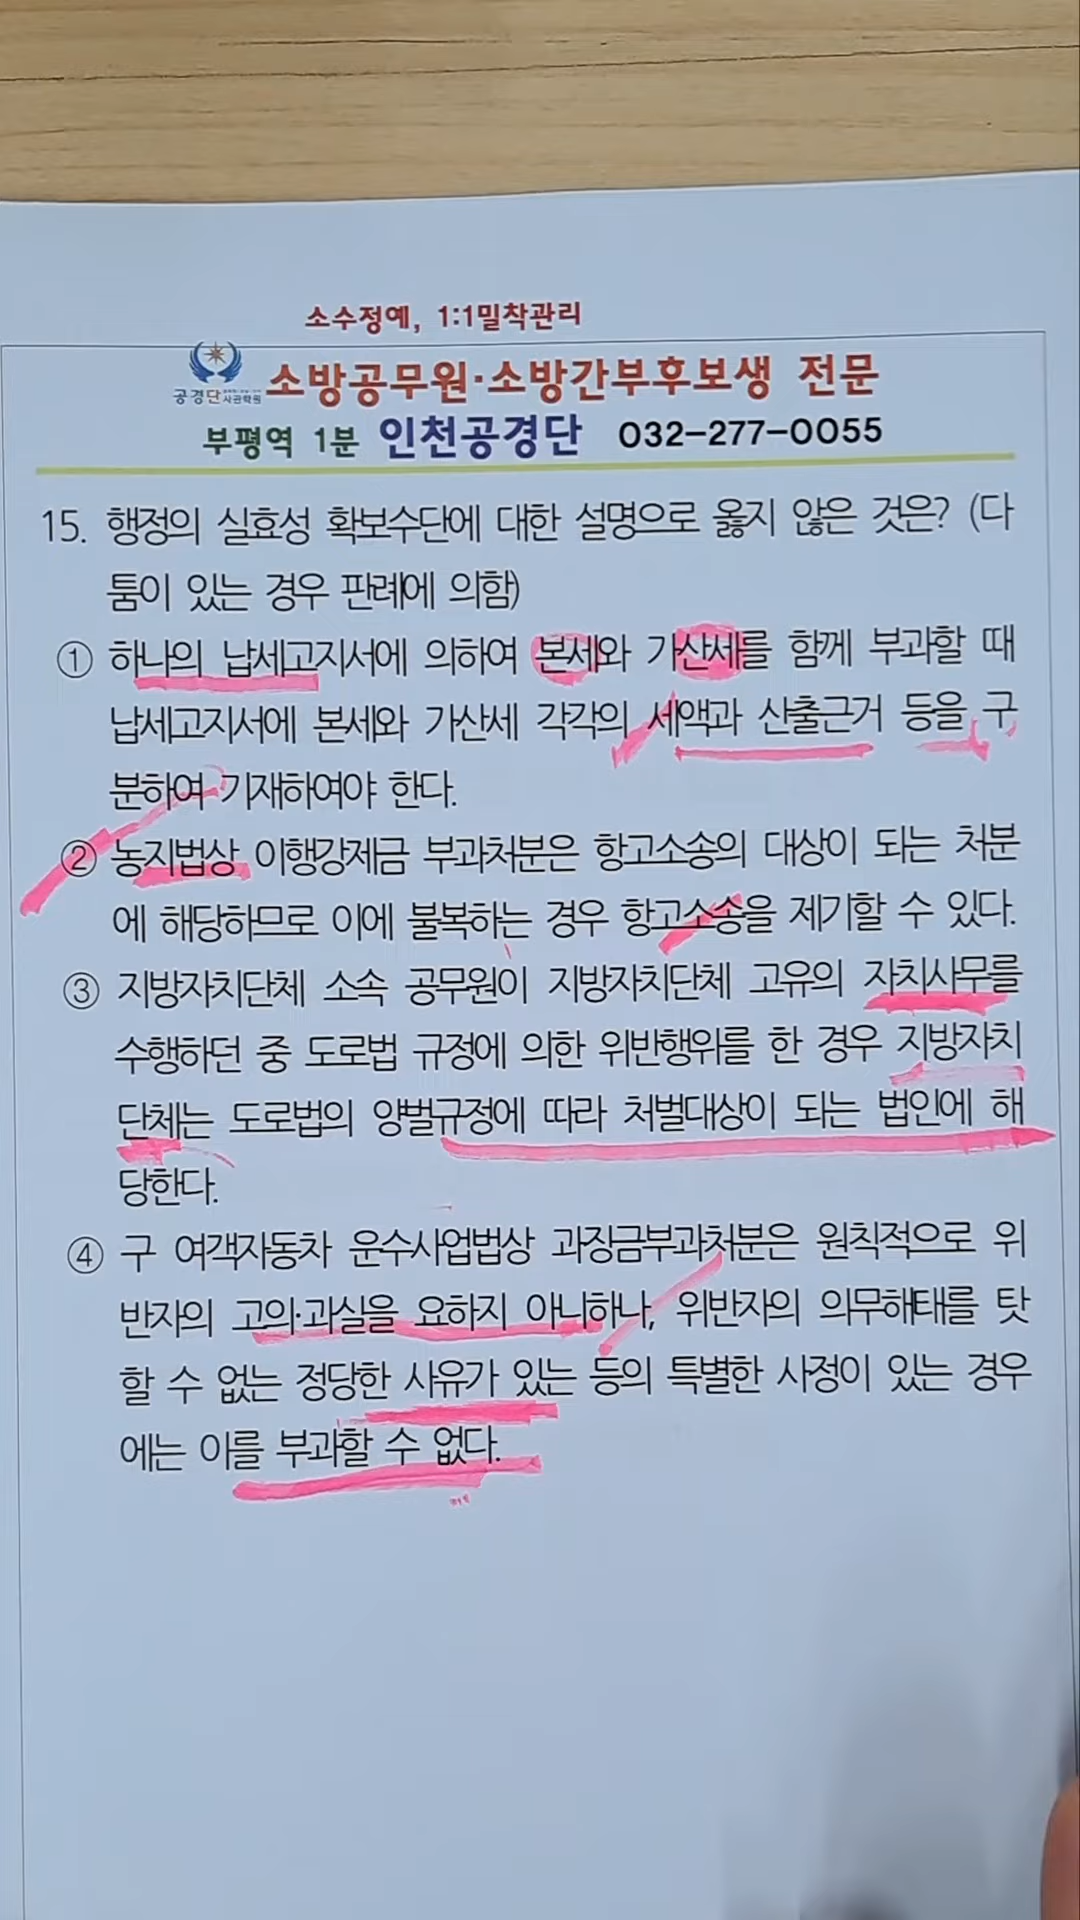 소수정예, 1:1밀착관리
공경단 사관학원 소방공무원·소방간부후보생 전문
부평역 1분 인천공경단 032-277-0055
15. 행정의 실효성 확보수단에 대한 설명으로 옳지 않은 것은? (다
툼이 있는 경우 판례에 의함)
① 하나의 납세고지서에 의하여 본세와 가산세를 함께 부과할 때
납세고지서에 본세와 가산세 각각의 세액과 산출근거 등을 구
분하여 기재하여야 한다.
② 농지법상 이행강제금 부과처분은 항고소송의 대상이 되는 처분
에 해당하므로 이에 불복하는 경우 항고소송을 제기할 수 있다.
③ 지방자치단체 소속 공무원이 지방자치단체 고유의 자치사무를
수행하던 중 도로법 규정에 의한 위반행위를 한 경우 지방자치
단체는 도로법의 양벌규정에 따라 처벌대상이 되는 법인에 해
당한다.
④ 구 여객자동차 운수사업법상 과징금부과처분은 원칙적으로 위
반자의 고의·과실을 요하지 아니하나, 위반자의 의무해태를 탓
할 수 없는 정당한 사유가 있는 등의 특별한 사정이 있는 경우
에는 이를 부과할 수 없다.